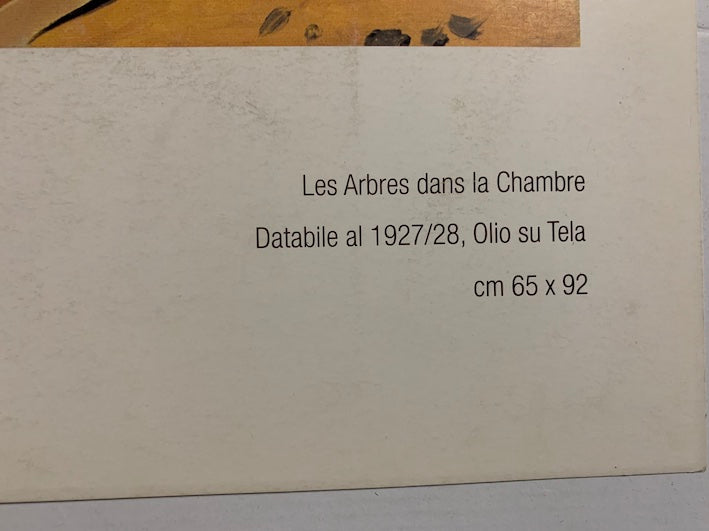 Les Arbres dans la Chambre
Databile al 1927/28, Olio su Tela
cm 65 x 92